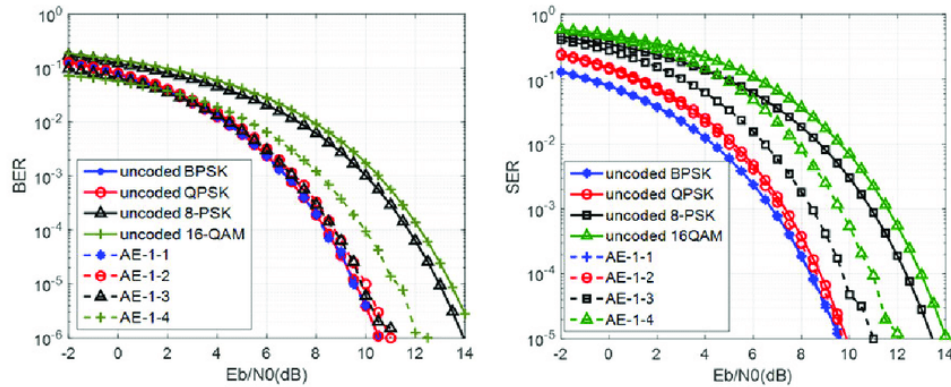 10⁰
10⁻¹
10⁻²
10⁻³
10⁻⁴
10⁻⁵
10⁻⁶
BER
uncoded BPSK
uncoded QPSK
uncoded 8-PSK
uncoded 16-QAM
AE-1-1
AE-1-2
AE-1-3
AE-1-4
-2 0 2 4 6 8 10 12 14
Eb/N0(dB)
10⁰
10⁻¹
10⁻²
10⁻³
10⁻⁴
10⁻⁵
SER
uncoded BPSK
uncoded QPSK
uncoded 8-PSK
uncoded 16QAM
AE-1-1
AE-1-2
AE-1-3
AE-1-4
-2 0 2 4 6 8 10 12 14
Eb/N0(dB)